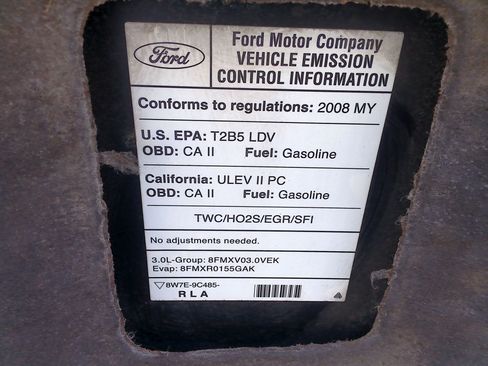 Ford
Ford Motor Company
VEHICLE EMISSION
CONTROL INFORMATION
Conforms to regulations: 2008 MY
U.S. EPA: T2B5 LDV
OBD: CA II Fuel: Gasoline
California: ULEV II PC
OBD: CA II Fuel: Gasoline
TWC/HO2S/EGR/SFI
No adjustments needed.
3.0L-Group: 8FMXV03.0VEK
Evap: 8FMXR0155GAK
8W7E-9C485-
RLA